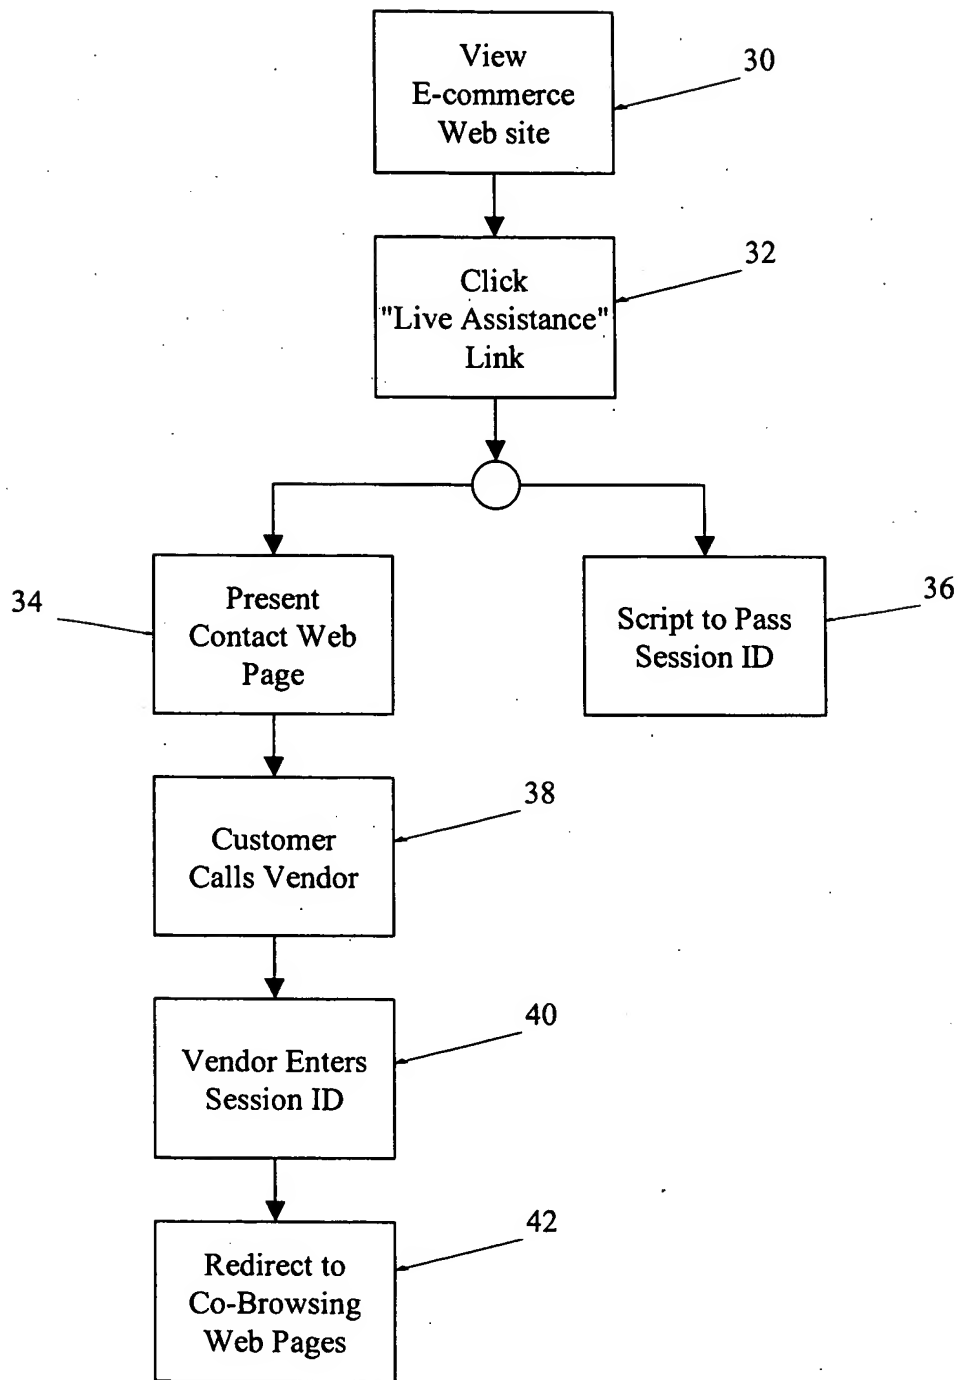 View
E-commerce
Web site
30
Click
"Live Assistance"
Link
32
34
Present
Contact Web
Page
Script to Pass
Session ID
36
Customer
Calls Vendor
38
Vendor Enters
Session ID
40
Redirect to
Co-Browsing
Web Pages
42